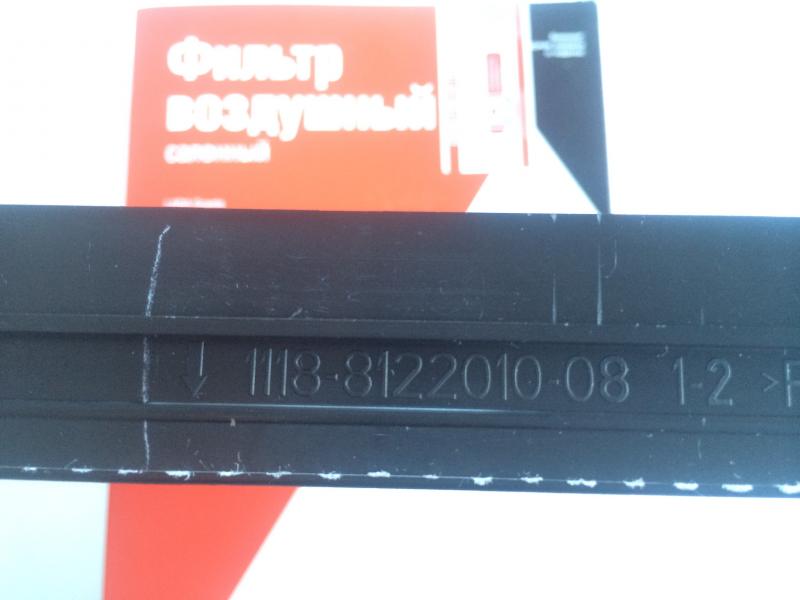 Фильтр
воздушный
салонный
1118-8122010-08 1-2 >P